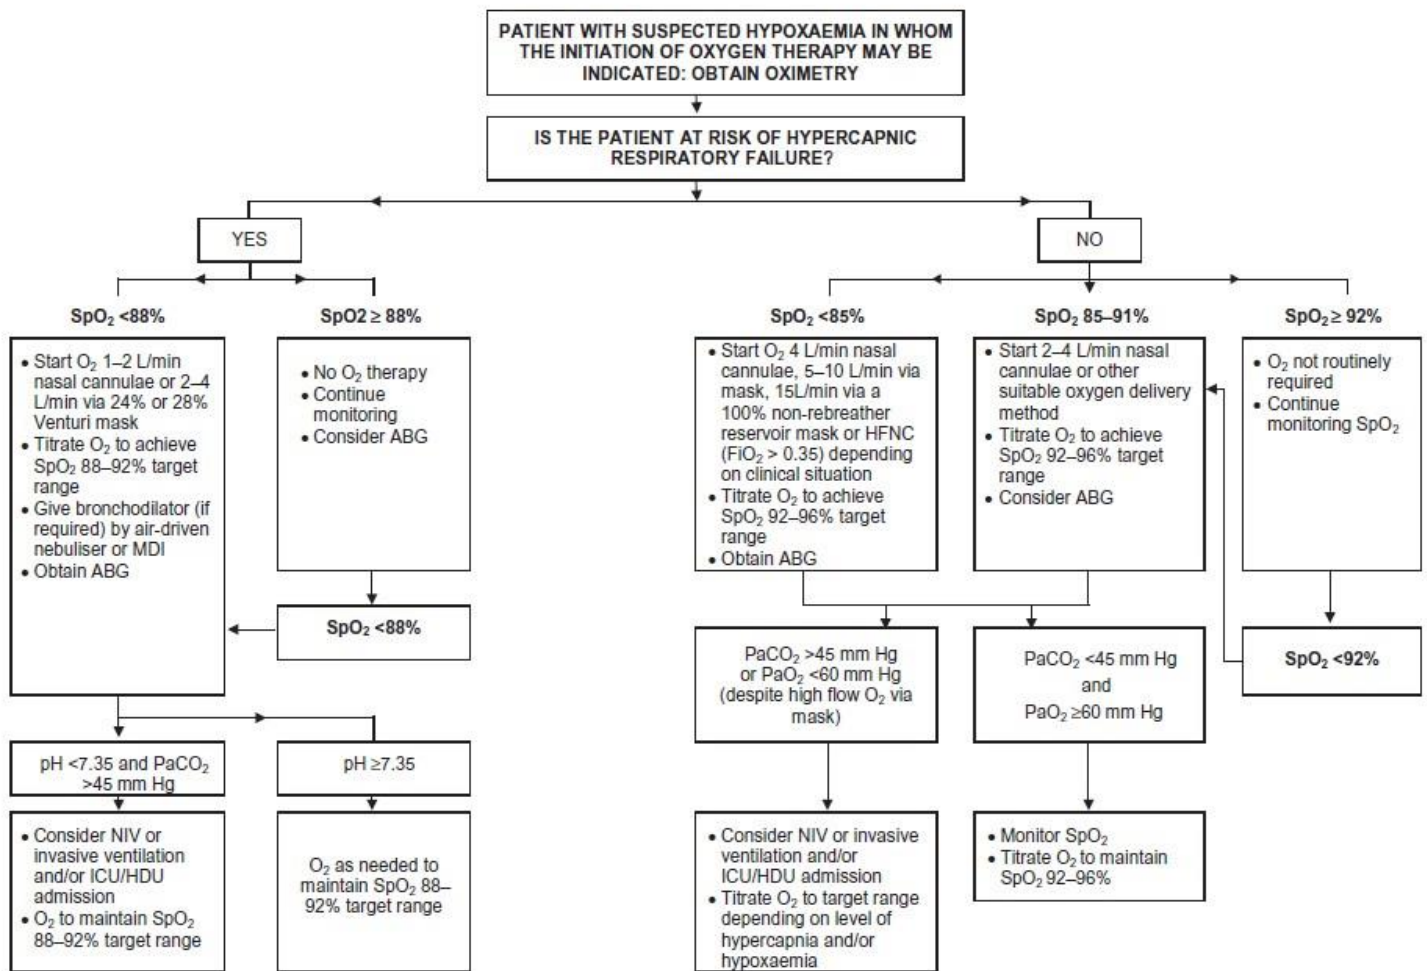 PATIENT WITH SUSPECTED HYPOXAEMIA IN WHOM
THE INITIATION OF OXYGEN THERAPY MAY BE
INDICATED: OBTAIN OXIMETRY
IS THE PATIENT AT RISK OF HYPERCAPNIC
RESPIRATORY FAILURE?
YES
NO
SpO₂ <88%
SpO2 ≥ 88%
SpO₂ <85%
SpO₂ 85–91%
SpO₂ ≥ 92%
• Start O₂ 1–2 L/min
nasal cannulae or 2–4
L/min via 24% or 28%
Venturi mask
• Titrate O₂ to achieve
SpO₂ 88–92% target
range
• Give bronchodilator (if
required) by air-driven
nebuliser or MDI
• Obtain ABG
• No O₂ therapy
• Continue
monitoring
• Consider ABG
• Start O₂ 4 L/min nasal
cannulae, 5–10 L/min via
mask, 15L/min via a
100% non-rebreather
reservoir mask or HFNC
(FiO₂ > 0.35) depending
on clinical situation
• Titrate O₂ to achieve
SpO₂ 92–96% target
range
• Obtain ABG
• Start 2–4 L/min nasal
cannulae or other
suitable oxygen delivery
method
• Titrate O₂ to achieve
SpO₂ 92–96% target
range
• Consider ABG
• O₂ not routinely
required
• Continue
monitoring SpO₂
SpO₂ <88%
PaCO₂ >45 mm Hg
or PaO₂ <60 mm Hg
(despite high flow O₂ via
mask)
PaCO₂ <45 mm Hg
and
PaO₂ ≥60 mm Hg
SpO₂ <92%
pH <7.35 and PaCO₂
>45 mm Hg
pH ≥7.35
• Consider NIV or
invasive ventilation
and/or ICU/HDU
admission
• O₂ to maintain SpO₂
88–92% target range
O₂ as needed to
maintain SpO₂ 88–
92% target range
• Consider NIV or invasive
ventilation and/or
ICU/HDU admission
• Titrate O₂ to target range
depending on level of
hypercapnia and/or
hypoxaemia
• Monitor SpO₂
• Titrate O₂ to maintain
SpO₂ 92–96%